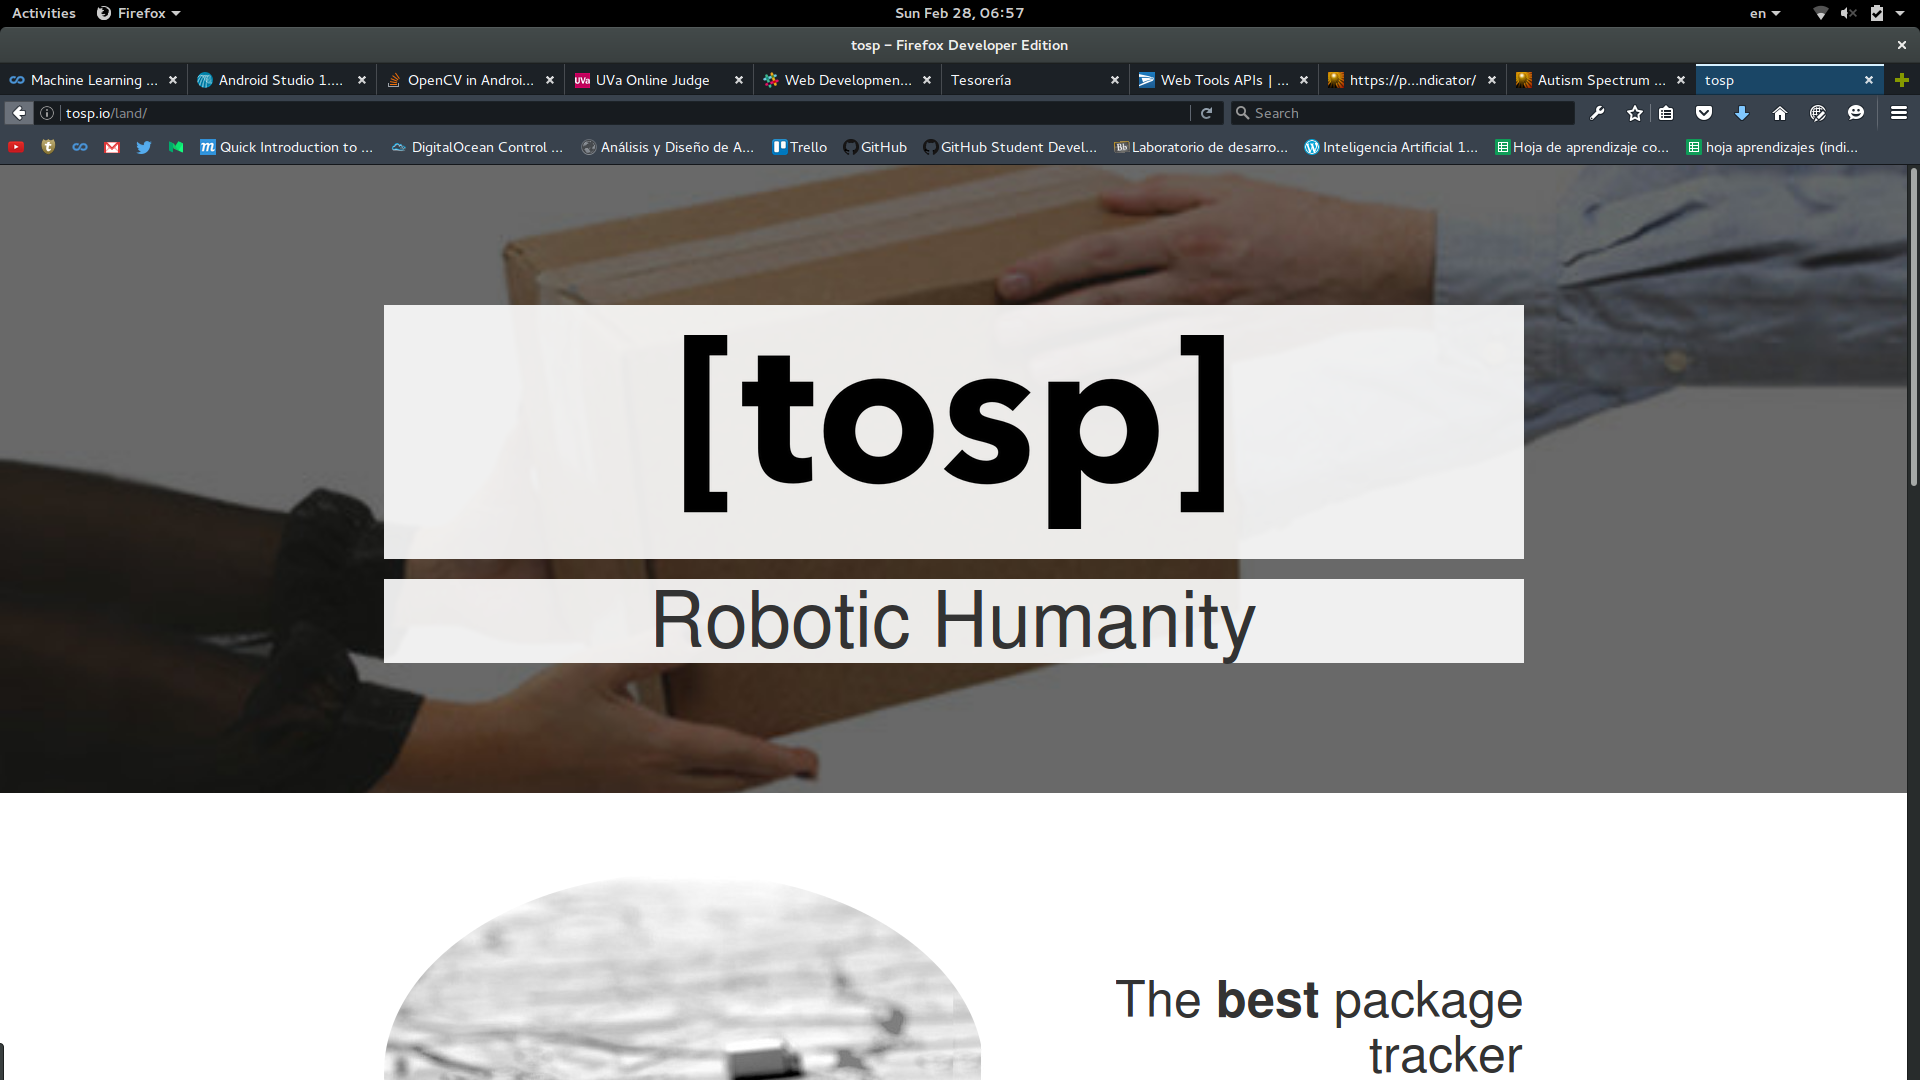 Activities Firefox Sun Feb 28, 06:57 en
tosp – Firefox Developer Edition
Machine Learning ... Android Studio 1.... OpenCV in Androi... UVa UVa Online Judge Web Developmen... Tesorería Web Tools APIs | ... https://p...ndicator/ Autism Spectrum ... tosp
tosp.io/land/ Search
Quick Introduction to ... DigitalOcean Control ... Análisis y Diseño de A... Trello GitHub GitHub Student Devel... Bb Laboratorio de desarro... Inteligencia Artificial 1... Hoja de aprendizaje co... hoja aprendizajes (indi...
[tosp]
Robotic Humanity
The best package
tracker